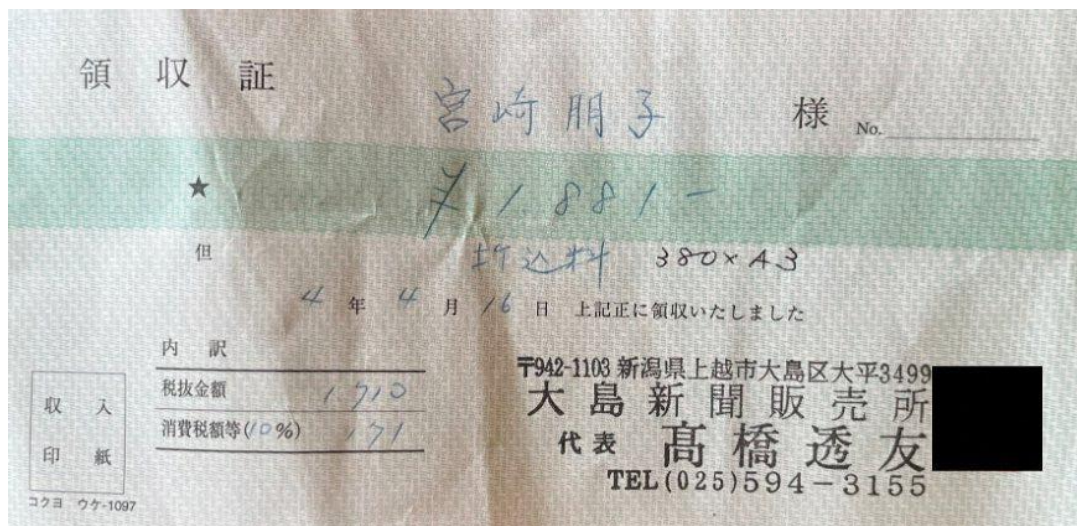 領 収 証
宮崎朋子 様 No.
★ ¥1.881-
但 折込料 380×A3
4 年 4 月 16 日 上記正に領収いたしました
内 訳
税抜金額 1710
消費税額等(10%) 171
収 入
印 紙
コクヨ ウケ-1097
〒942-1103 新潟県上越市大島区大平3499
大島新聞販売所
代表 髙橋透友
TEL(025)594-3155